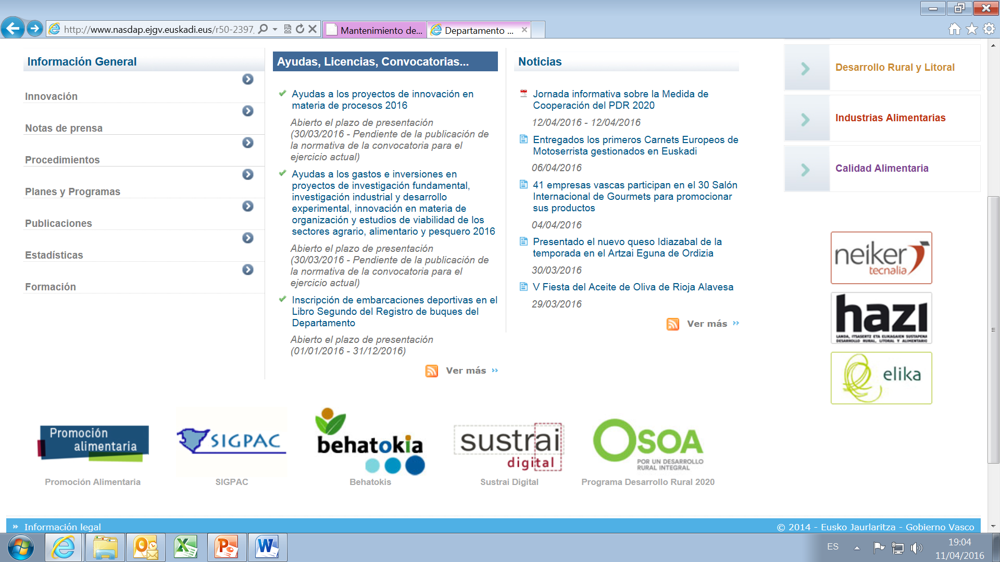 http://www.nasdap.ejgv.euskadi.eus/r50-2397,
Mantenimiento de...
Departamento ...
Información General
Innovación
Notas de prensa
Procedimientos
Planes y Programas
Publicaciones
Estadísticas
Formación
Ayudas, Licencias, Convocatorias...
Ayudas a los proyectos de innovación en
materia de procesos 2016
Abierto el plazo de presentación
(30/03/2016 - Pendiente de la publicación de
la normativa de la convocatoria para el
ejercicio actual)
Ayudas a los gastos e inversiones en
proyectos de investigación fundamental,
investigación industrial y desarrollo
experimental, innovación en materia de
organización y estudios de viabilidad de los
sectores agrario, alimentario y pesquero 2016
Abierto el plazo de presentación
(30/03/2016 - Pendiente de la publicación de
la normativa de la convocatoria para el
ejercicio actual)
Inscripción de embarcaciones deportivas en el
Libro Segundo del Registro de buques del
Departamento
Abierto el plazo de presentación
(01/01/2016 - 31/12/2016)
Ver más
Noticias
Jornada informativa sobre la Medida de
Cooperación del PDR 2020
12/04/2016 - 12/04/2016
Entregados los primeros Carnets Europeos de
Motoserrista gestionados en Euskadi
06/04/2016
41 empresas vascas participan en el 30 Salón
Internacional de Gourmets para promocionar
sus productos
04/04/2016
Presentado el nuevo queso Idiazabal de la
temporada en el Artzai Eguna de Ordizia
30/03/2016
V Fiesta del Aceite de Oliva de Rioja Alavesa
29/03/2016
Ver más
Desarrollo Rural y Litoral
Industrias Alimentarias
Calidad Alimentaria
neiker
tecnalia
hazi
LANDA, ITSASERTZ ETA ELIKAGAIEN SUSTAPENA
DESARROLLO RURAL, LITORAL Y ALIMENTARIO
elika
Promoción
alimentaria
SIGPAC
behatokia
sustrai
digital
OSOA
POR UN DESARROLLO
RURAL INTEGRAL
Promoción Alimentaria
SIGPAC
Behatokis
Sustrai Digital
Programa Desarrollo Rural 2020
Información legal
© 2014 - Eusko Jaurlaritza - Gobierno Vasco
ES
19:04
11/04/2016